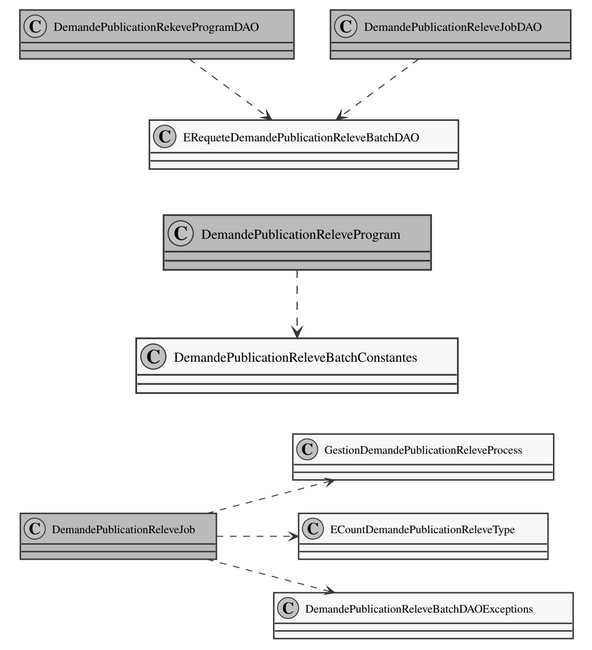 C DemandePublicationRekeveProgramDAO
C DemandePublicationReleveJobDAO
C ERequeteDemandePublicationReleveBatchDAO
C DemandePublicationReleveProgram
C DemandePublicationReleveBatchConstantes
C GestionDemandePublicationReleveProcess
C DemandePublicationReleveJob
C ECountDemandePublicationReleveType
C DemandePublicationReleveBatchDAOExceptions